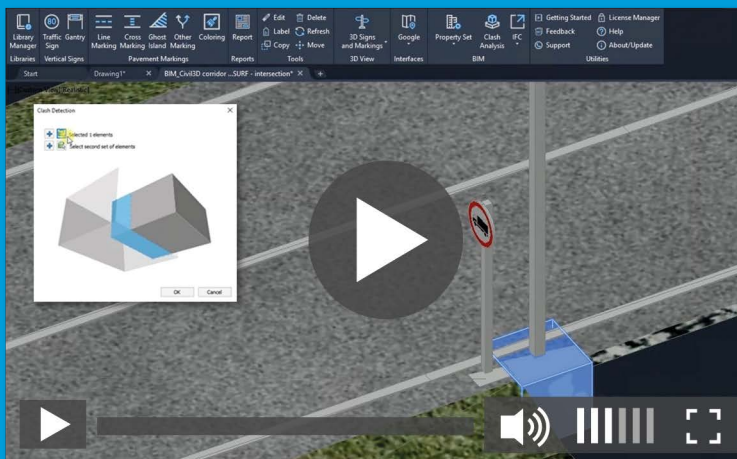 Edit Delete
Label Refresh
Copy Move
Library Manager
Traffic Sign
Gantry
Line Marking
Cross Marking
Ghost Island
Other Marking
Coloring
Report
3D Signs and Markings
Google
Property Set
Clash Analysis
IFC
Getting Started License Manager
Feedback Help
Support About/Update
Libraries Vertical Signs Pavement Markings Reports Tools 3D View Interfaces BIM Utilities
Start Drawing1* BIM_Civil3D corridor ...SURF - intersection*
Clash Detection
Selected 1 elements
Select second set of elements
OK Cancel